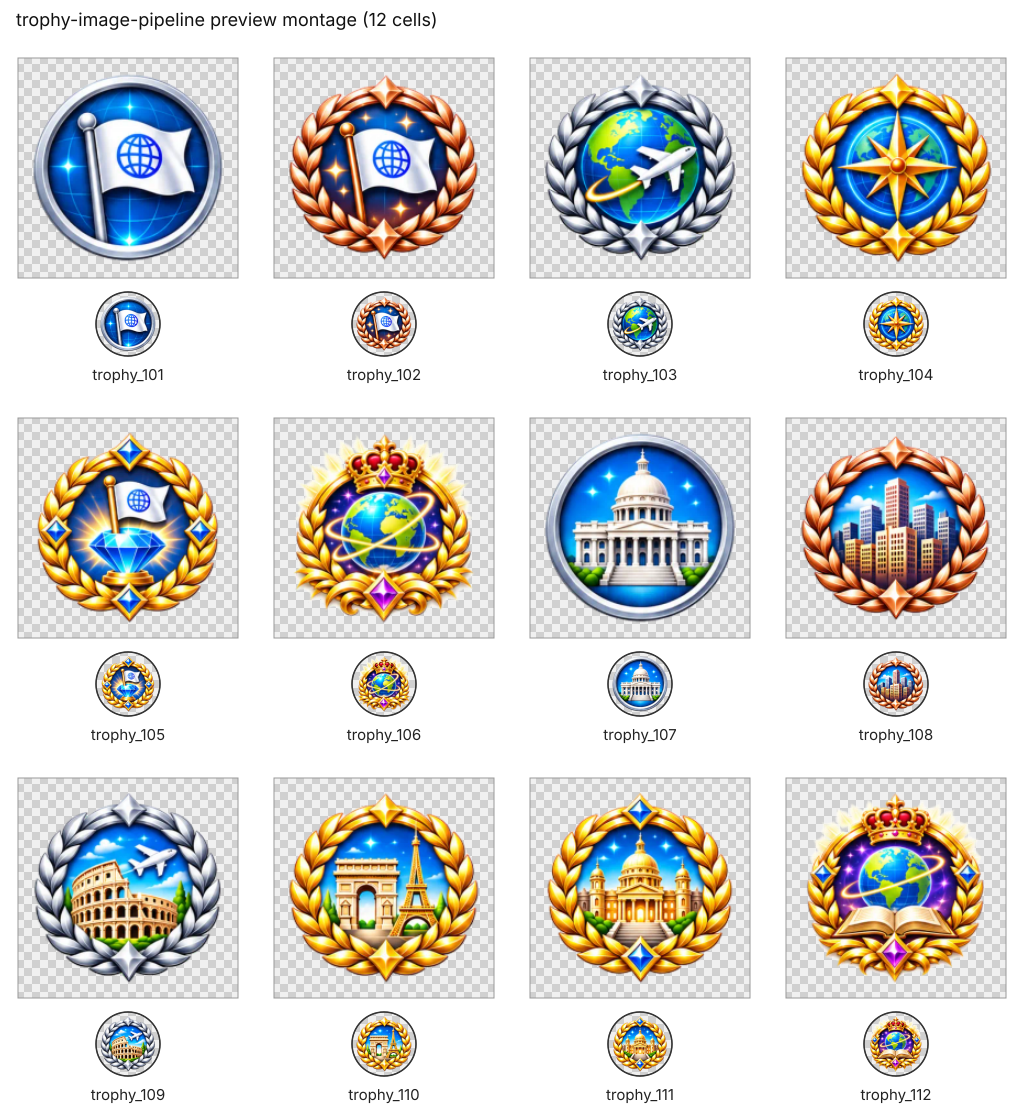 trophy-image-pipeline preview montage (12 cells)
trophy_101 trophy_102 trophy_103 trophy_104
trophy_105 trophy_106 trophy_107 trophy_108
trophy_109 trophy_110 trophy_111 trophy_112